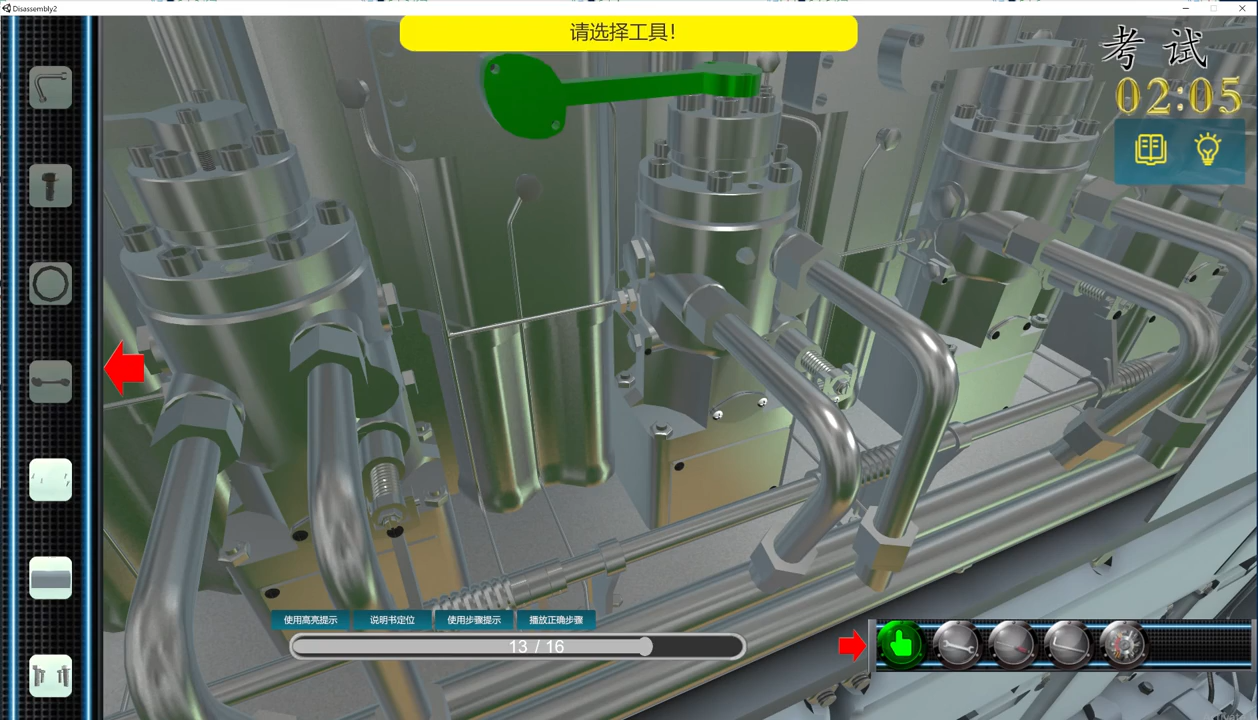 Disassembly2
请选择工具!
考试
02:05
使用高亮提示
说明书定位
使用步骤提示
播放正确步骤
13 / 16